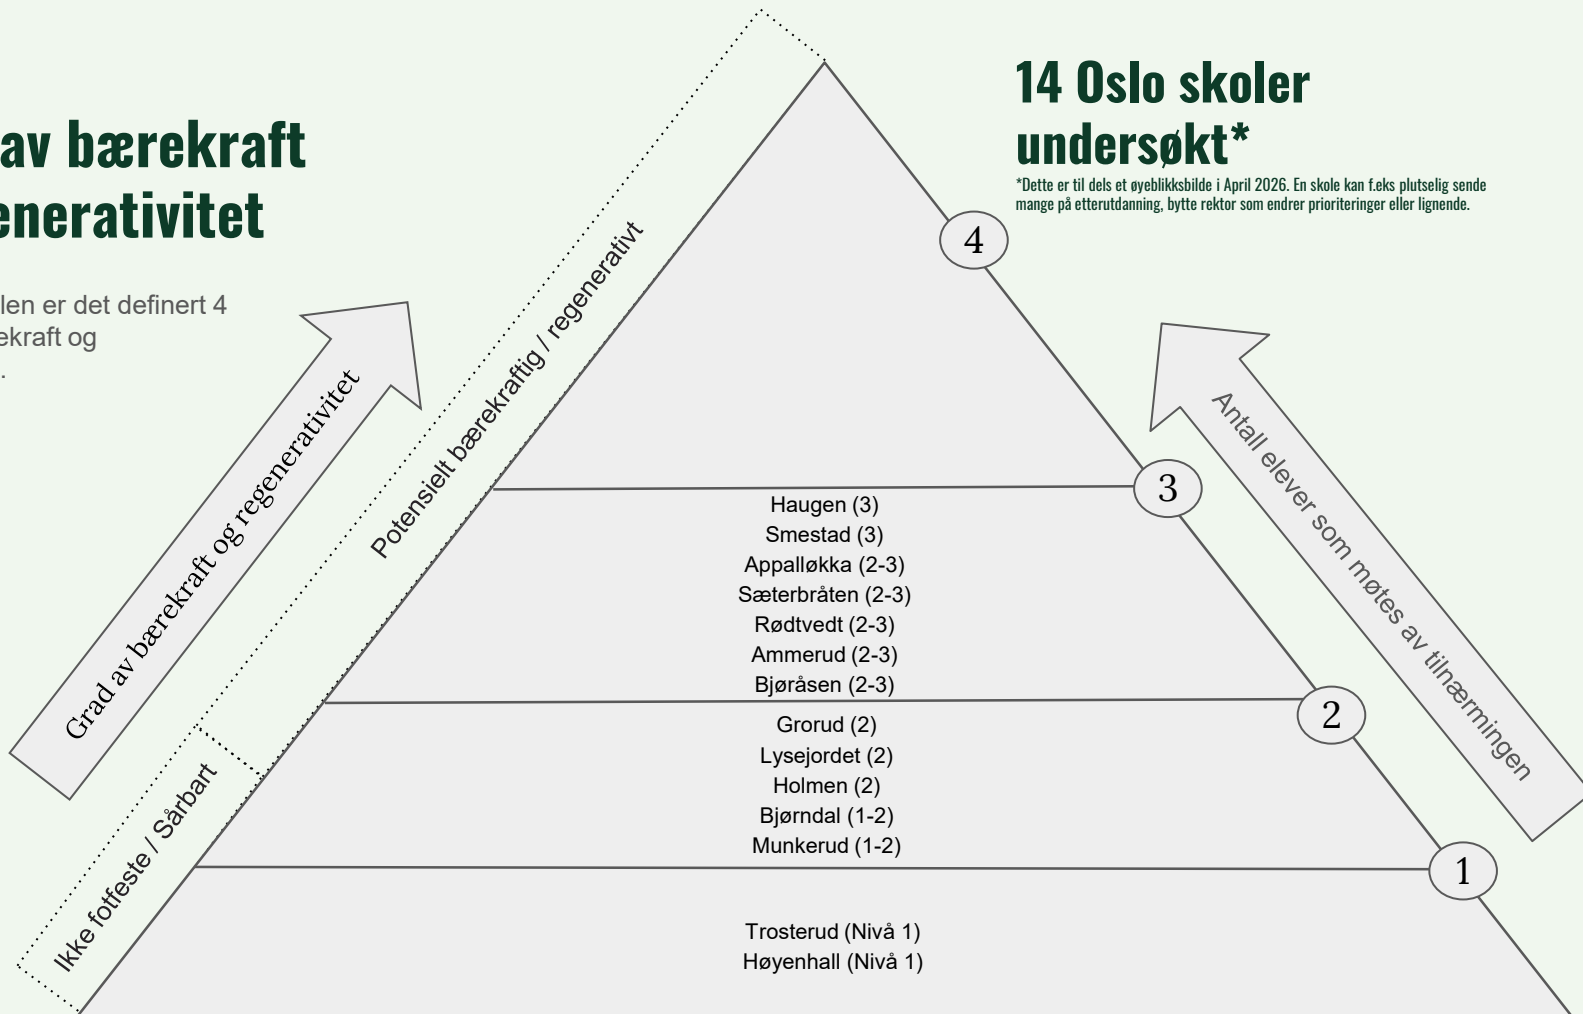 av bærekraft
enerativitet
len er det definert 4
ekraft og
.
14 Oslo skoler
undersøkt*
*Dette er til dels et øyeblikksbilde i April 2026. En skole kan f.eks plutselig sende
mange på etterutdanning, bytte rektor som endrer prioriteringer eller lignende.
Grad av bærekraft og regenerativitet
Potensielt bærekraftig / regenerativt
Ikke fotfeste / Sårbart
Antall elever som møtes av tilnærmingen
4
3
Haugen (3)
Smestad (3)
Appalløkka (2-3)
Sæterbråten (2-3)
Rødtvedt (2-3)
Ammerud (2-3)
Bjøråsen (2-3)
2
Grorud (2)
Lysejordet (2)
Holmen (2)
Bjørndal (1-2)
Munkerud (1-2)
1
Trosterud (Nivå 1)
Høyenhall (Nivå 1)